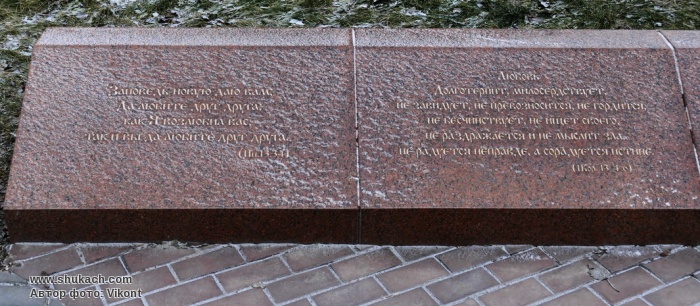 Заповедь новую даю вам:
Да любите друг друга;
как Я возлюбил вас,
так и вы да любите друг друга.
Любовь
Долготерпит, милосердствует,
не завидует, не превозносится, не гордится,
не бесчинствует, не ищет своего,
не раздражается и не мыслит зла,
не радуется неправде, а сорадуется истине.
www.shukach.com
Автор фото: Vikont